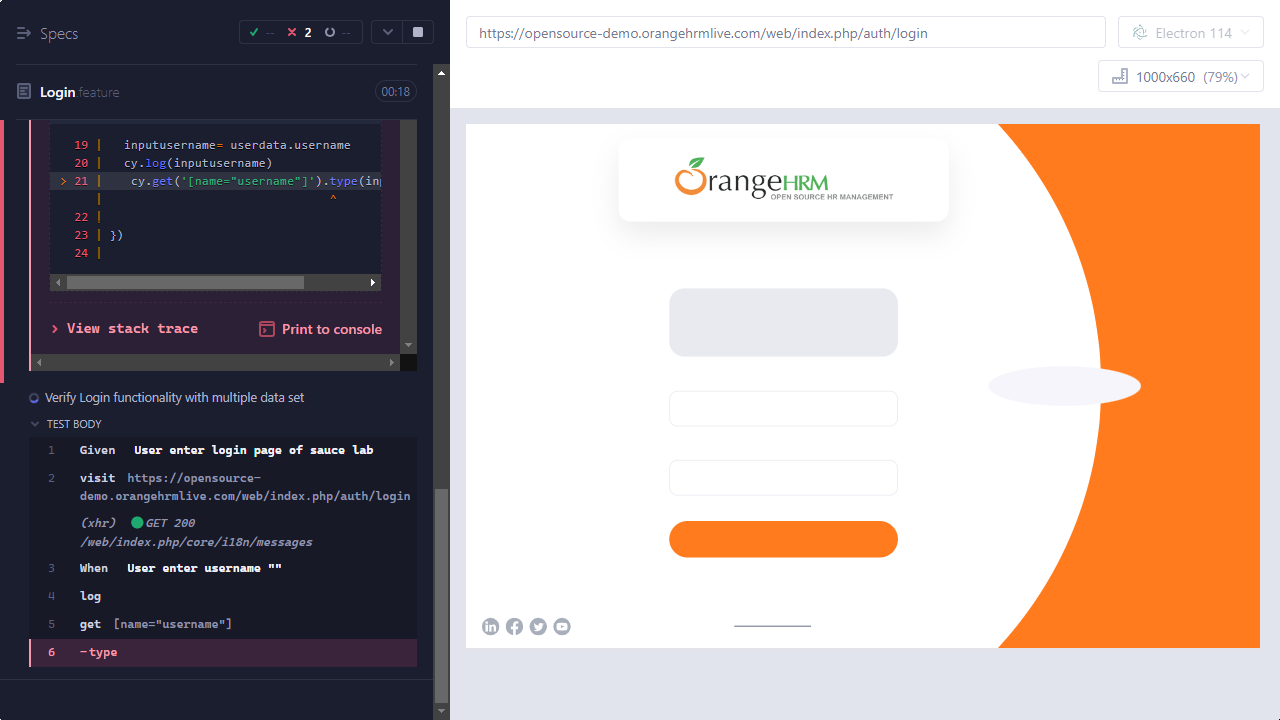 Specs
-- 2 --
https://opensource-demo.orangehrmlive.com/web/index.php/auth/login
Electron 114
1000x660 (79%)
Login.feature
00:18
19 | inputusername= userdata.username
20 | cy.log(inputusername)
> 21 | cy.get('[name="username"]').type(inp
| ^
22 |
23 | })
24 |
> View stack trace
Print to console
Verify Login functionality with multiple data set
TEST BODY
1 Given User enter login page of sauce lab
2 visit https://opensource-
demo.orangehrmlive.com/web/index.php/auth/login
(xhr) GET 200
/web/index.php/core/i18n/messages
3 When User enter username ""
4 log
5 get [name="username"]
6 -type
OrangeHRM
OPEN SOURCE HR MANAGEMENT